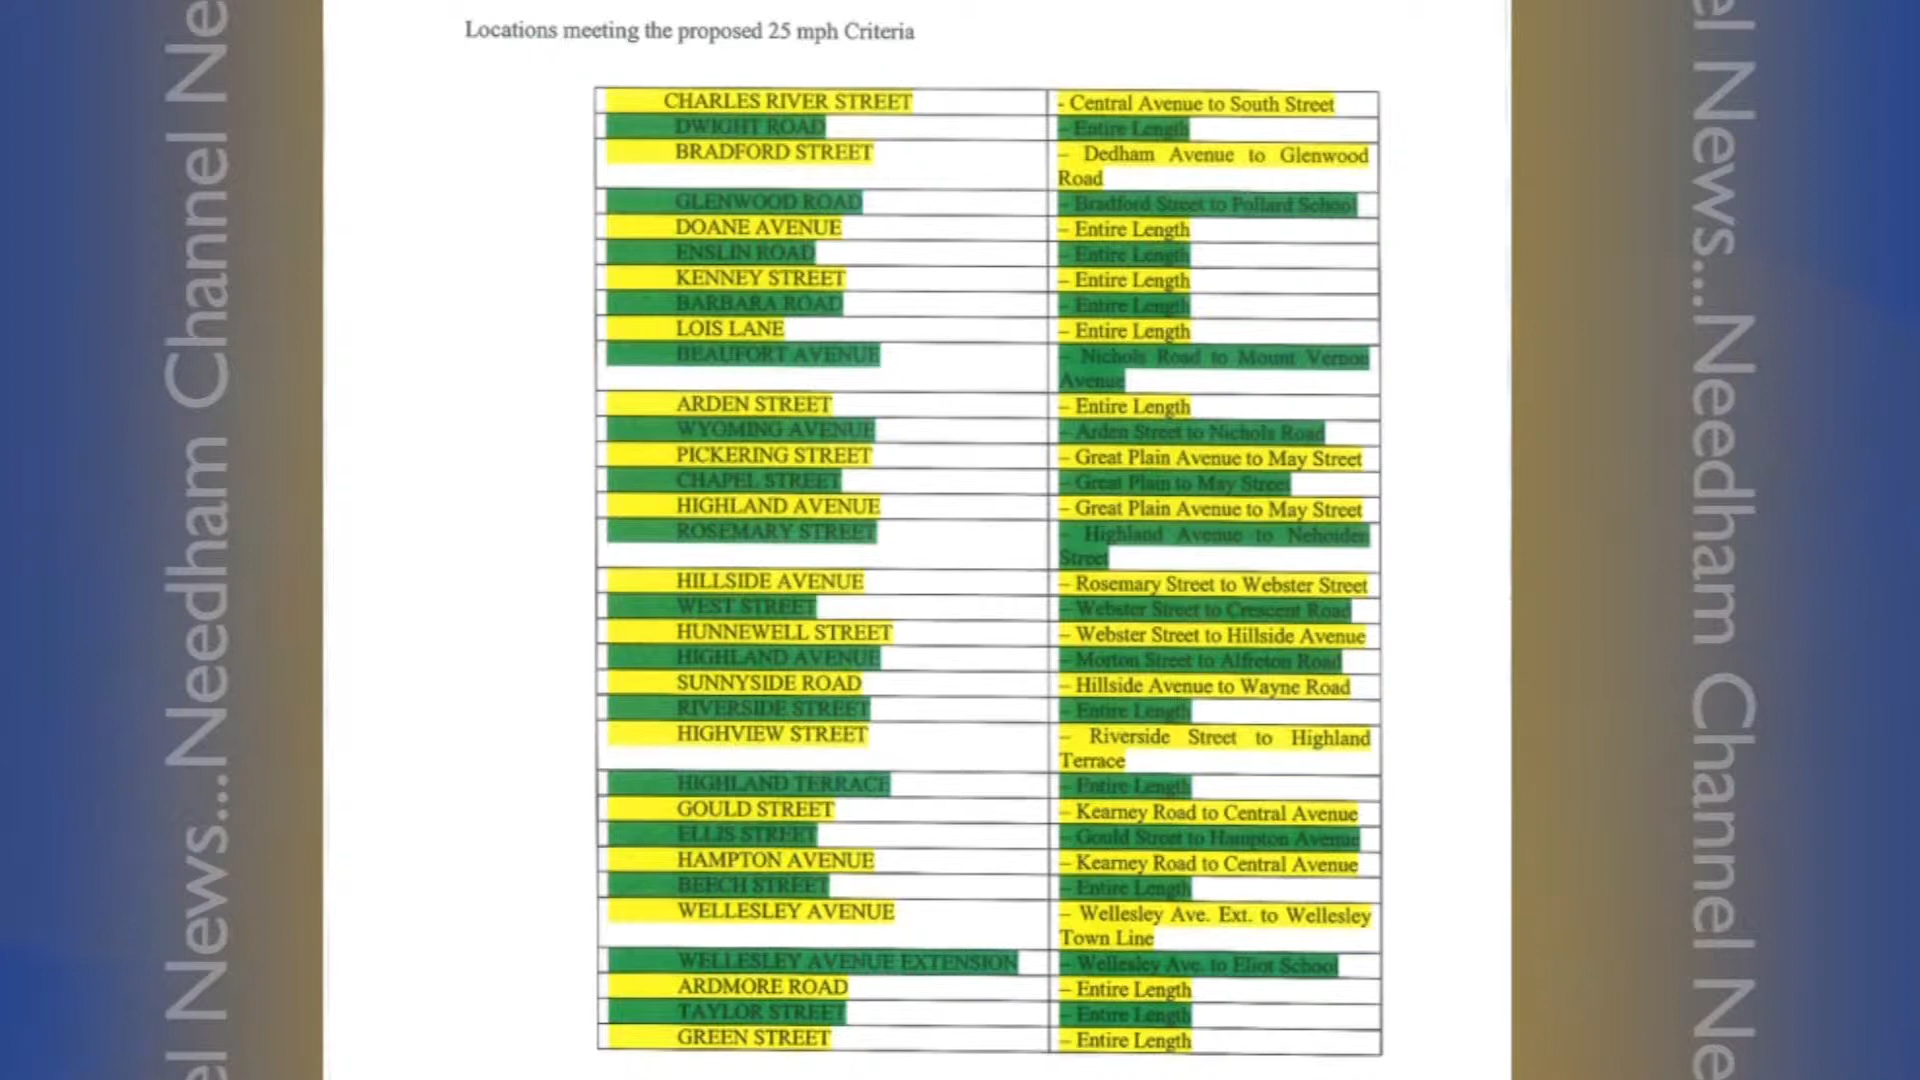 Locations meeting the proposed 25 mph Criteria
CHARLES RIVER STREET - Central Avenue to South Street
DWIGHT ROAD – Entire Length
BRADFORD STREET – Dedham Avenue to Glenwood
Road
GLENWOOD ROAD – Bradford Street to Pollard School
DOANE AVENUE – Entire Length
ENSLIN ROAD – Entire Length
KENNEY STREET – Entire Length
BARBARA ROAD – Entire Length
LOIS LANE – Entire Length
BEAUFORT AVENUE – Nichols Road to Mount Vernon
Avenue
ARDEN STREET – Entire Length
WYOMING AVENUE – Arden Street to Nichols Road
PICKERING STREET – Great Plain Avenue to May Street
CHAPEL STREET – Great Plain to May Street
HIGHLAND AVENUE – Great Plain Avenue to May Street
ROSEMARY STREET – Highland Avenue to Nehoiden
Street
HILLSIDE AVENUE – Rosemary Street to Webster Street
WEST STREET – Webster Street to Crescent Road
HUNNEWELL STREET – Webster Street to Hillside Avenue
HIGHLAND AVENUE – Morton Street to Alfreton Road
SUNNYSIDE ROAD – Hillside Avenue to Wayne Road
RIVERSIDE STREET – Entire Length
HIGHVIEW STREET – Riverside Street to Highland
Terrace
HIGHLAND TERRACE – Entire Length
GOULD STREET – Kearney Road to Central Avenue
ELLIS STREET – Gould Street to Hampton Avenue
HAMPTON AVENUE – Kearney Road to Central Avenue
BEECH STREET – Entire Length
WELLESLEY AVENUE – Wellesley Ave. Ext. to Wellesley
Town Line
WELLESLEY AVENUE EXTENSION – Wellesley Ave. to Eliot School
ARDMORE ROAD – Entire Length
TAYLOR STREET – Entire Length
GREEN STREET – Entire Length
el News...Needham Channel Ne
el News...Needham Channel Ne